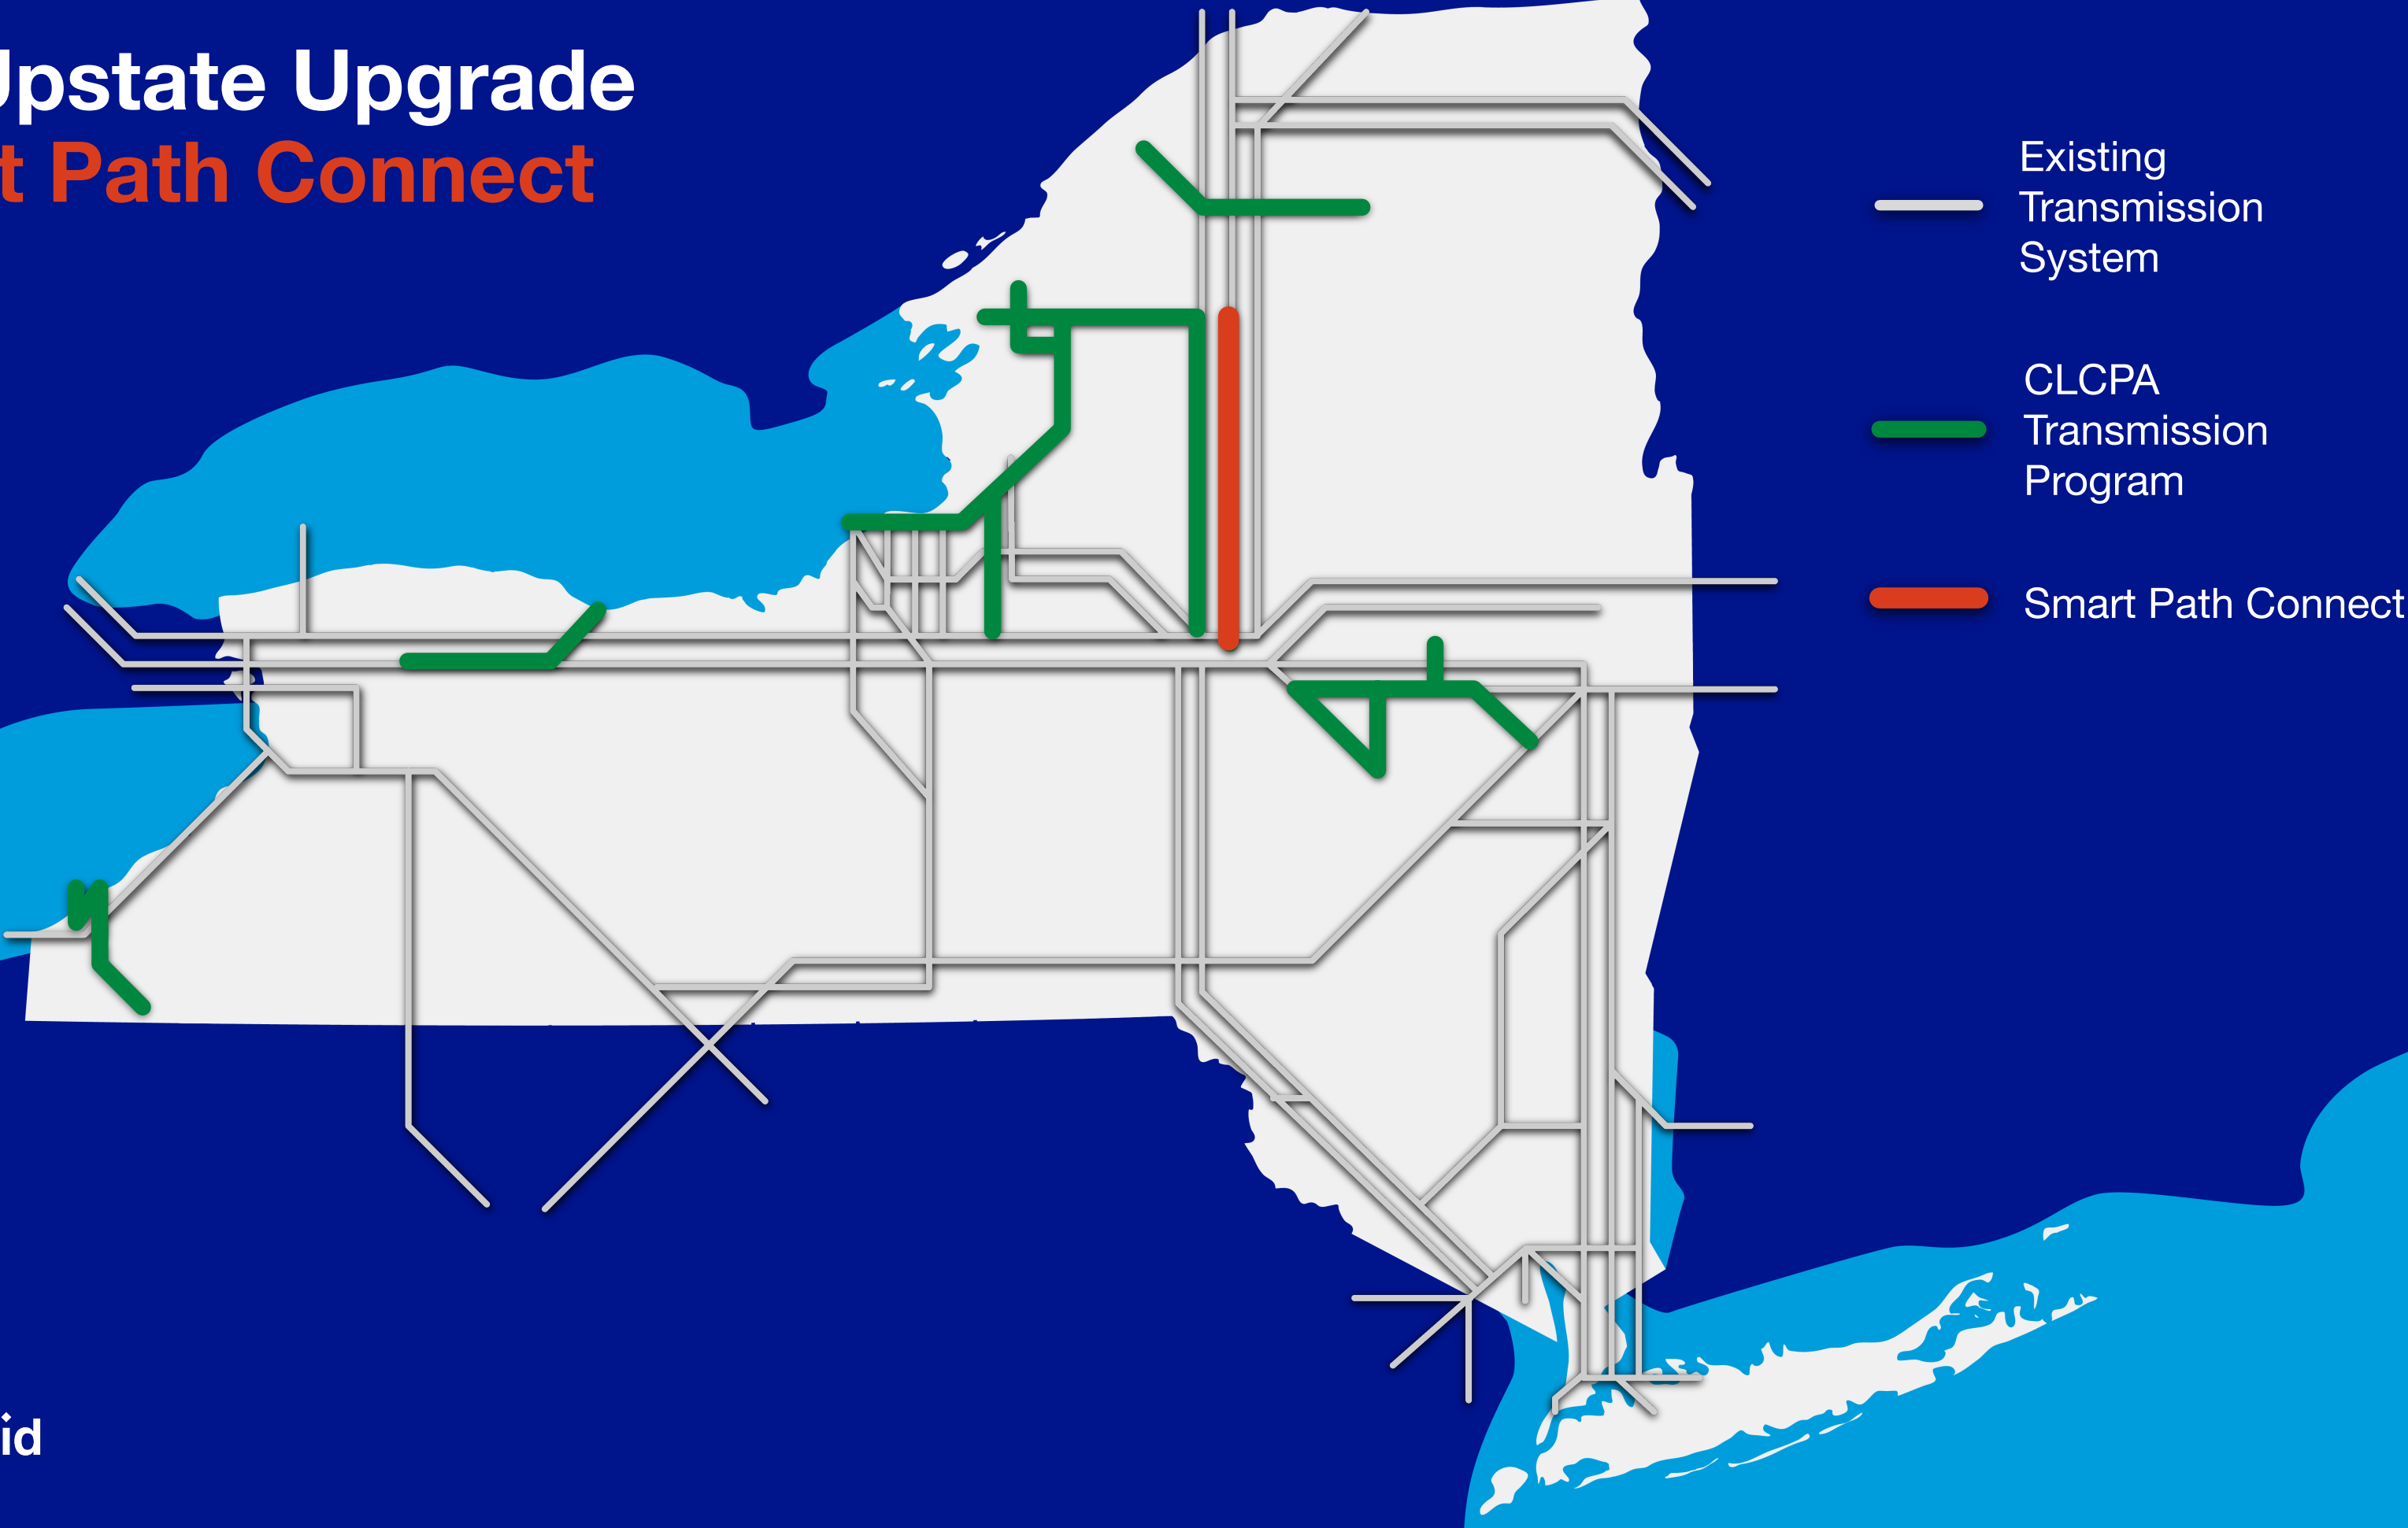 Upstate Upgrade
t Path Connect
Existing
Transmission
System
CLCPA
Transmission
Program
Smart Path Connect
id